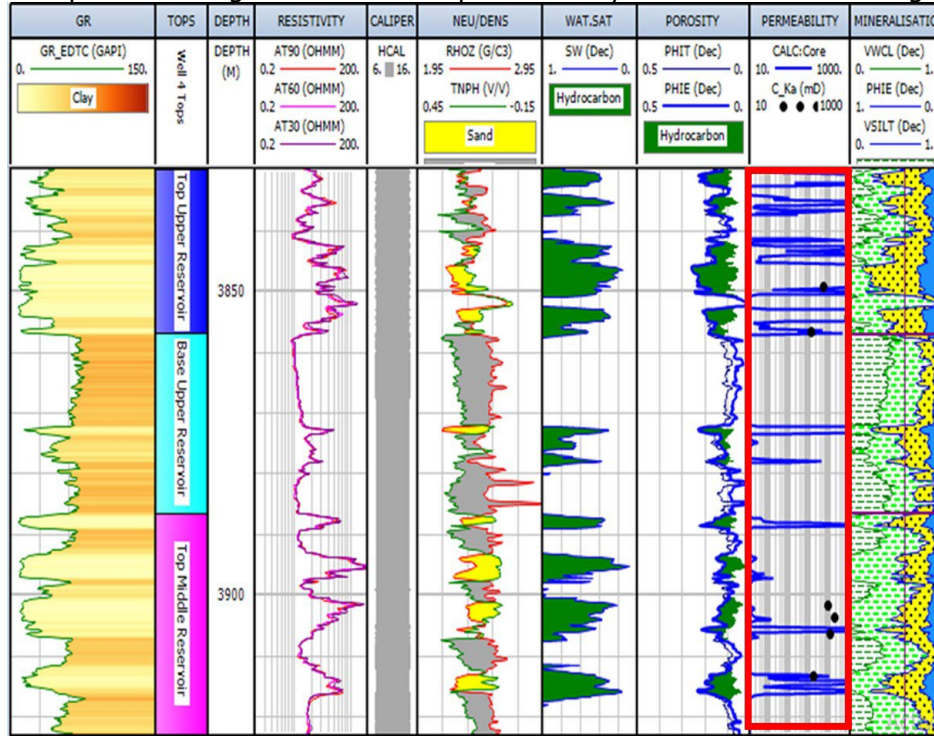 GR TOPS DEPTH RESISTIVITY CALIPER NEU/DENS WAT.SAT POROSITY PERMEABILITY MINERALISATIO
GR_EDTC (GAPI)
0. 150.
Clay
Well 4 Tops
DEPTH
(M)
AT90 (OHMM)
0.2 200.
AT60 (OHMM)
0.2 200.
AT30 (OHMM)
0.2 200.
HCAL
6. 16.
RHOZ (G/C3)
1.95 2.95
TNPH (V/V)
0.45 -0.15
Sand
SW (Dec)
1. 0.
Hydrocarbon
PHIT (Dec)
0.5 0.
PHIE (Dec)
0.5 0.
Hydrocarbon
CALC:Core
10. 1000.
C_Ka (mD)
10 1000
VWCL (Dec)
0. 1.
PHIE (Dec)
1. 0.
VSILT (Dec)
0. 1.
Top Upper Reservoir
3850
Base Upper Reservoir
Top Middle Reservoir
3900